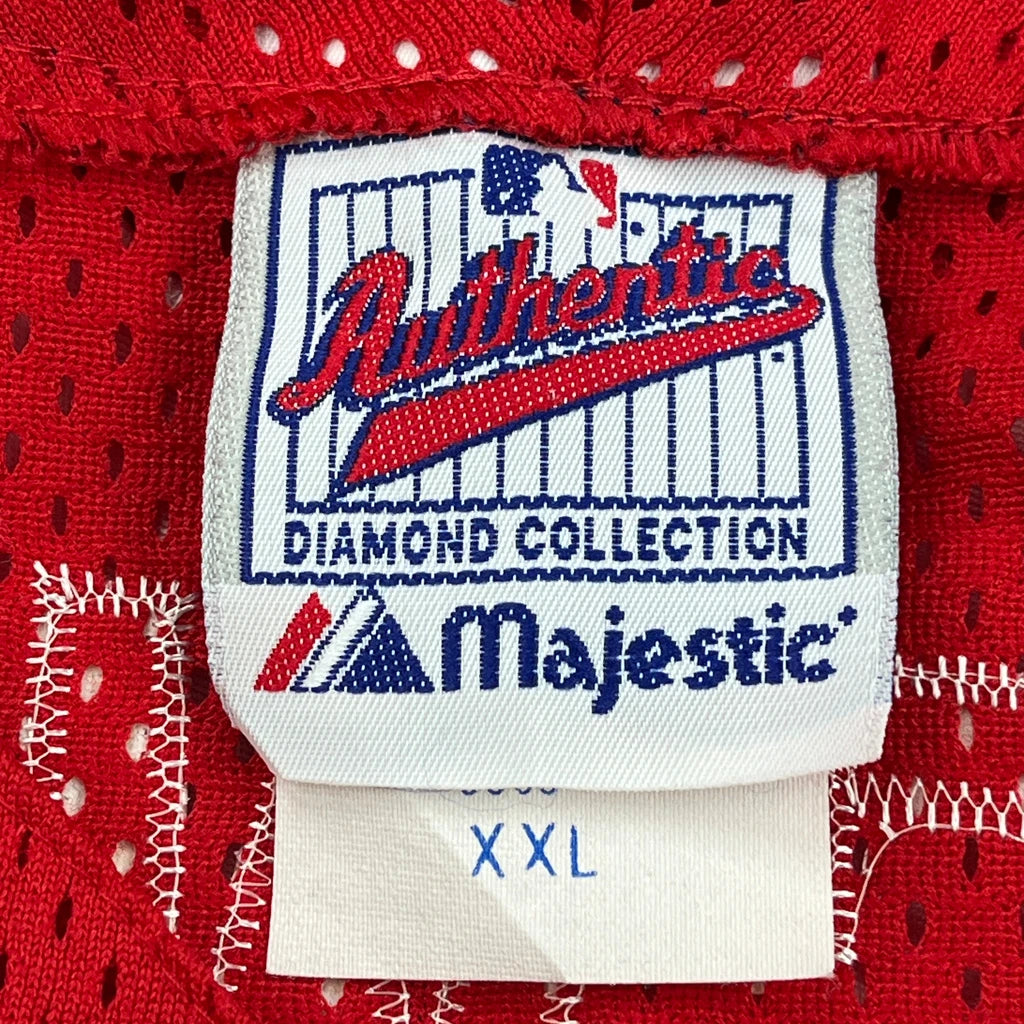 Authentic
DIAMOND COLLECTION
Majestic
XXL